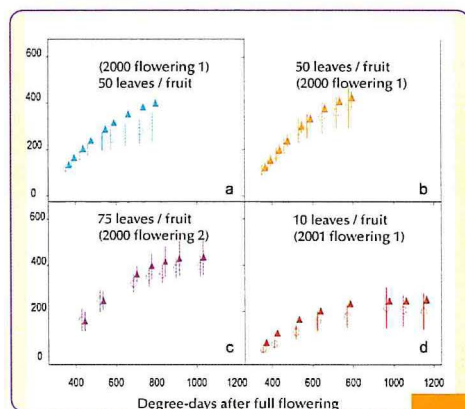 600
400
200
0
(2000 flowering 1)
50 leaves / fruit
a
50 leaves / fruit
(2000 flowering 1)
b
600
400
200
0
75 leaves / fruit
(2000 flowering 2)
c
10 leaves / fruit
(2001 flowering 1)
d
400 600 800 1000 1200
400 600 800 1000 1200
Degree-days after full flowering